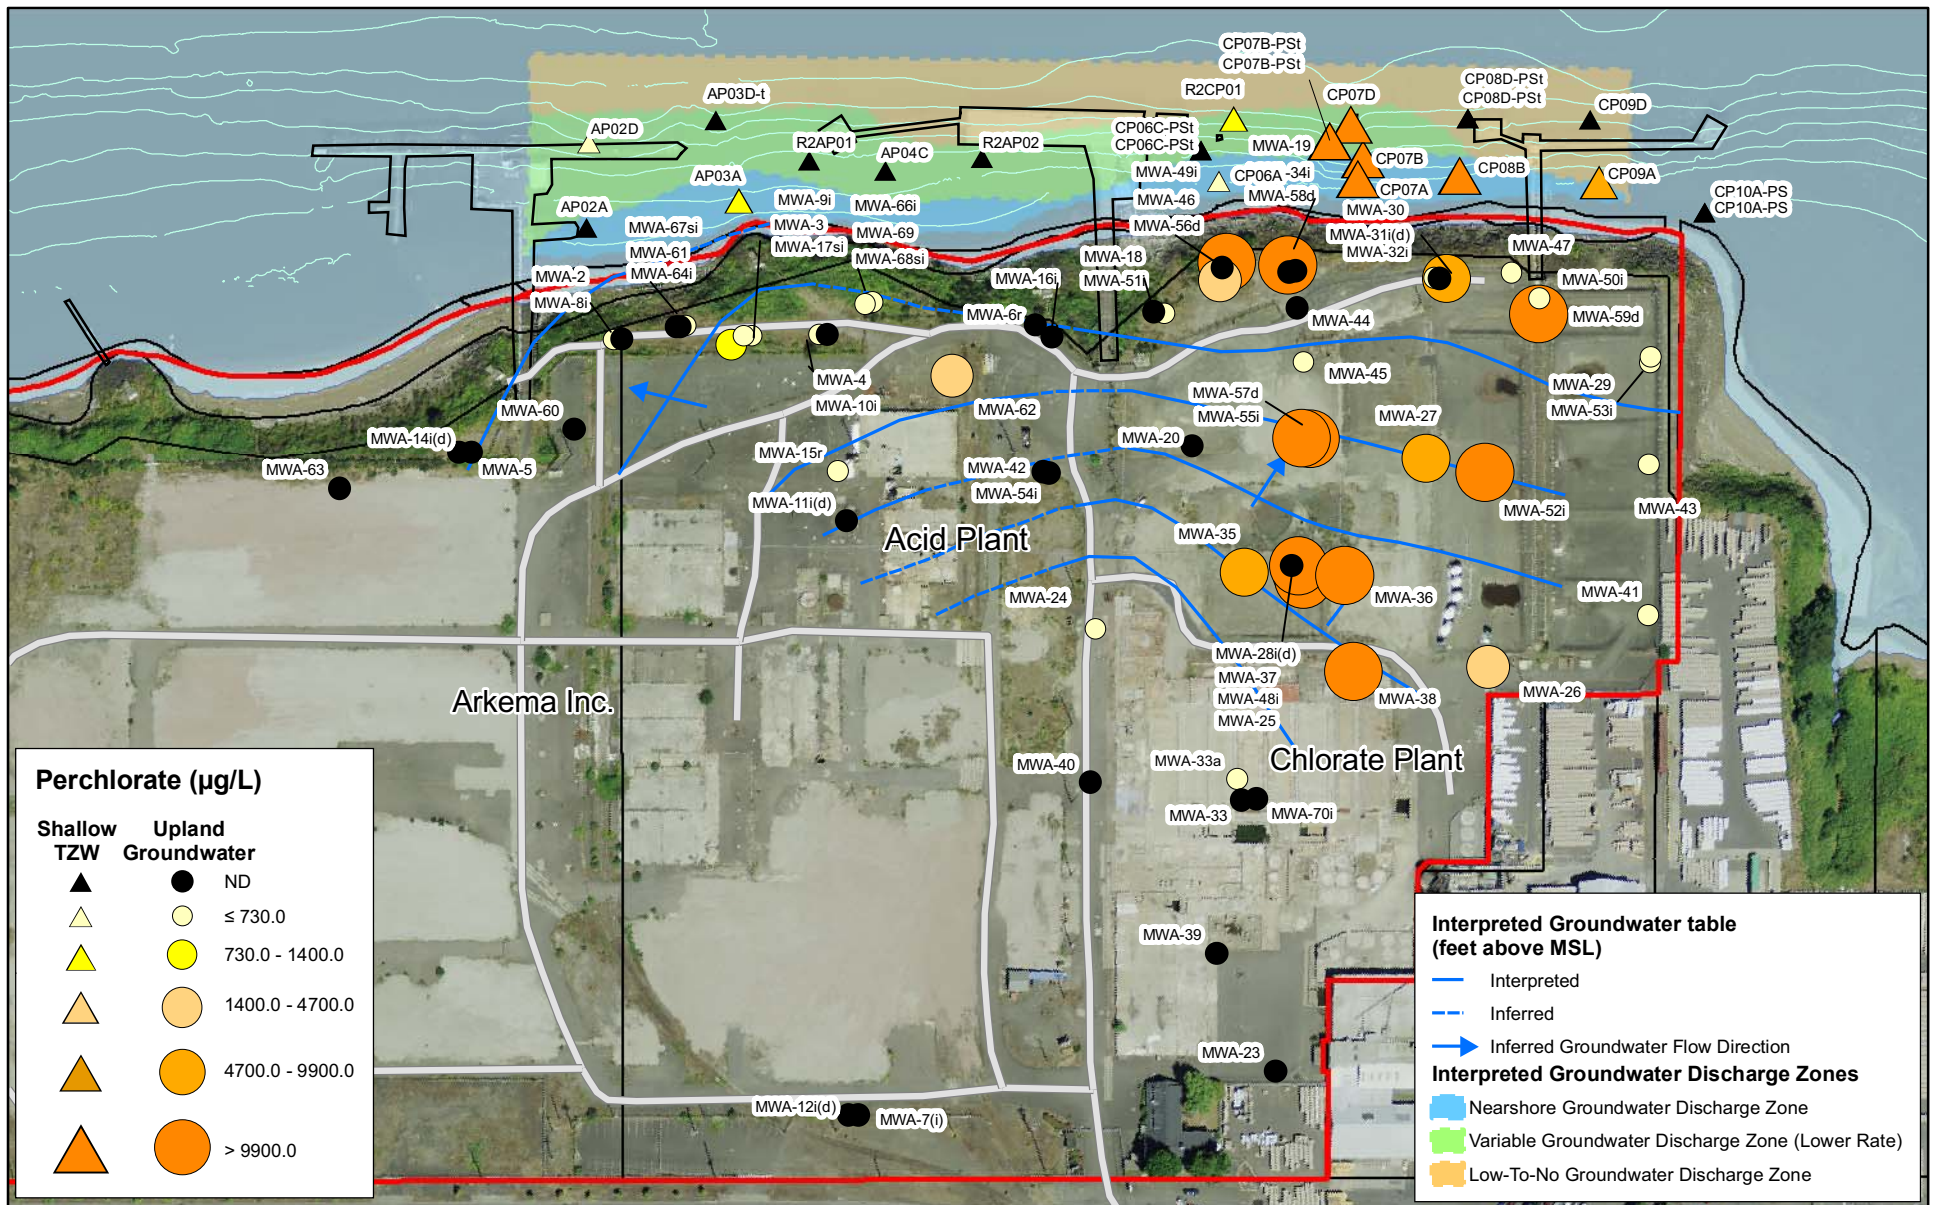 CP07B-PSt
CP07B-PSt
AP03D-t
R2CP01
CP07D
CP08D-PSt
CP08D-PSt
CP09D
AP02D
R2AP01
AP04C
R2AP02
CP06C-PSt
CP06C-PSt
MWA-19
CP07B
CP08B
CP09A
AP03A
MWA-49i
CP06A
-34i
CP07A
CP10A-PS
CP10A-PS
AP02A
MWA-9i
MWA-66i
MWA-46
MWA-58d
MWA-30
MWA-67si
MWA-3
MWA-69
MWA-56d
MWA-31i(d)
MWA-47
MWA-61
MWA-17si
MWA-68si
MWA-18
MWA-32i
MWA-2
MWA-64i
MWA-16i
MWA-51i
MWA-50i
MWA-8i
MWA-6r
MWA-44
MWA-59d
MWA-4
MWA-45
MWA-29
MWA-10i
MWA-62
MWA-57d
MWA-53i
MWA-60
MWA-55i
MWA-27
MWA-14i(d)
MWA-20
MWA-63
MWA-5
MWA-15r
MWA-42
MWA-54i
MWA-11i(d)
MWA-52i
MWA-43
Acid Plant
MWA-35
MWA-24
MWA-36
MWA-41
MWA-28i(d)
MWA-37
MWA-48i
MWA-25
MWA-38
MWA-26
Arkema Inc.
MWA-40
MWA-33a
Chlorate Plant
MWA-33
MWA-70i
MWA-39
MWA-23
MWA-12i(d)
MWA-7(i)
Perchlorate (µg/L)
Shallow Upland
TZW Groundwater
ND
≤ 730.0
730.0 - 1400.0
1400.0 - 4700.0
4700.0 - 9900.0
> 9900.0
Interpreted Groundwater table
(feet above MSL)
Interpreted
Inferred
Inferred Groundwater Flow Direction
Interpreted Groundwater Discharge Zones
Nearshore Groundwater Discharge Zone
Variable Groundwater Discharge Zone (Lower Rate)
Low-To-No Groundwater Discharge Zone